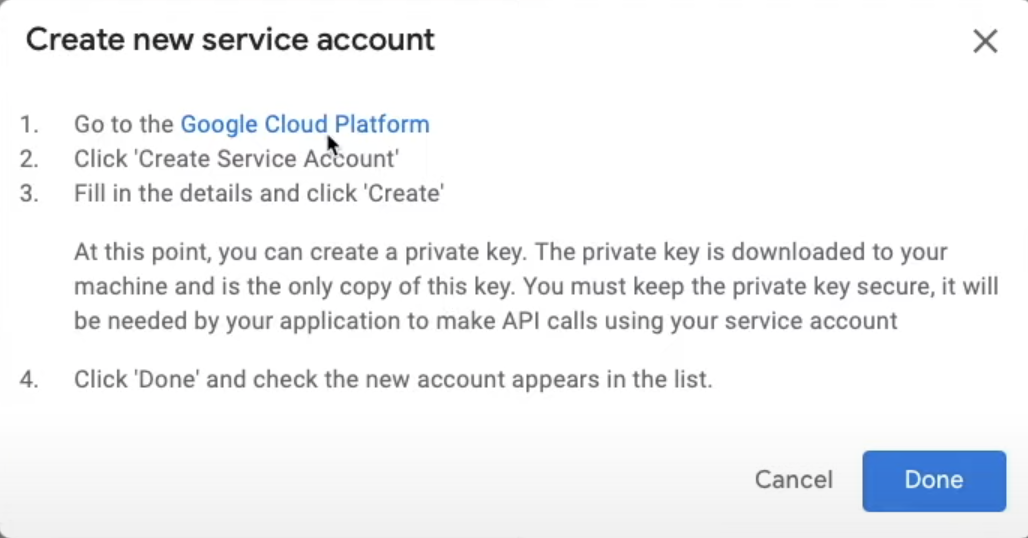 Create new service account
1. Go to the Google Cloud Platform
2. Click 'Create Service Account'
3. Fill in the details and click 'Create'
At this point, you can create a private key. The private key is downloaded to your
machine and is the only copy of this key. You must keep the private key secure, it will
be needed by your application to make API calls using your service account
4. Click 'Done' and check the new account appears in the list.
Cancel Done